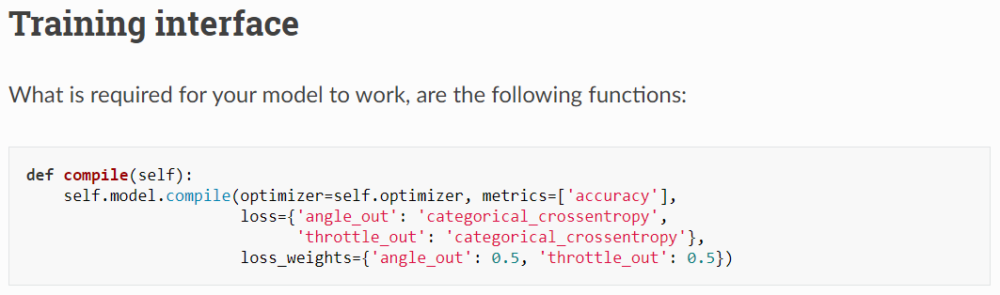 Training interface
What is required for your model to work, are the following functions:
def compile(self):
    self.model.compile(optimizer=self.optimizer, metrics=['accuracy'],
                       loss={'angle_out': 'categorical_crossentropy',
                             'throttle_out': 'categorical_crossentropy'},
                       loss_weights={'angle_out': 0.5, 'throttle_out': 0.5})